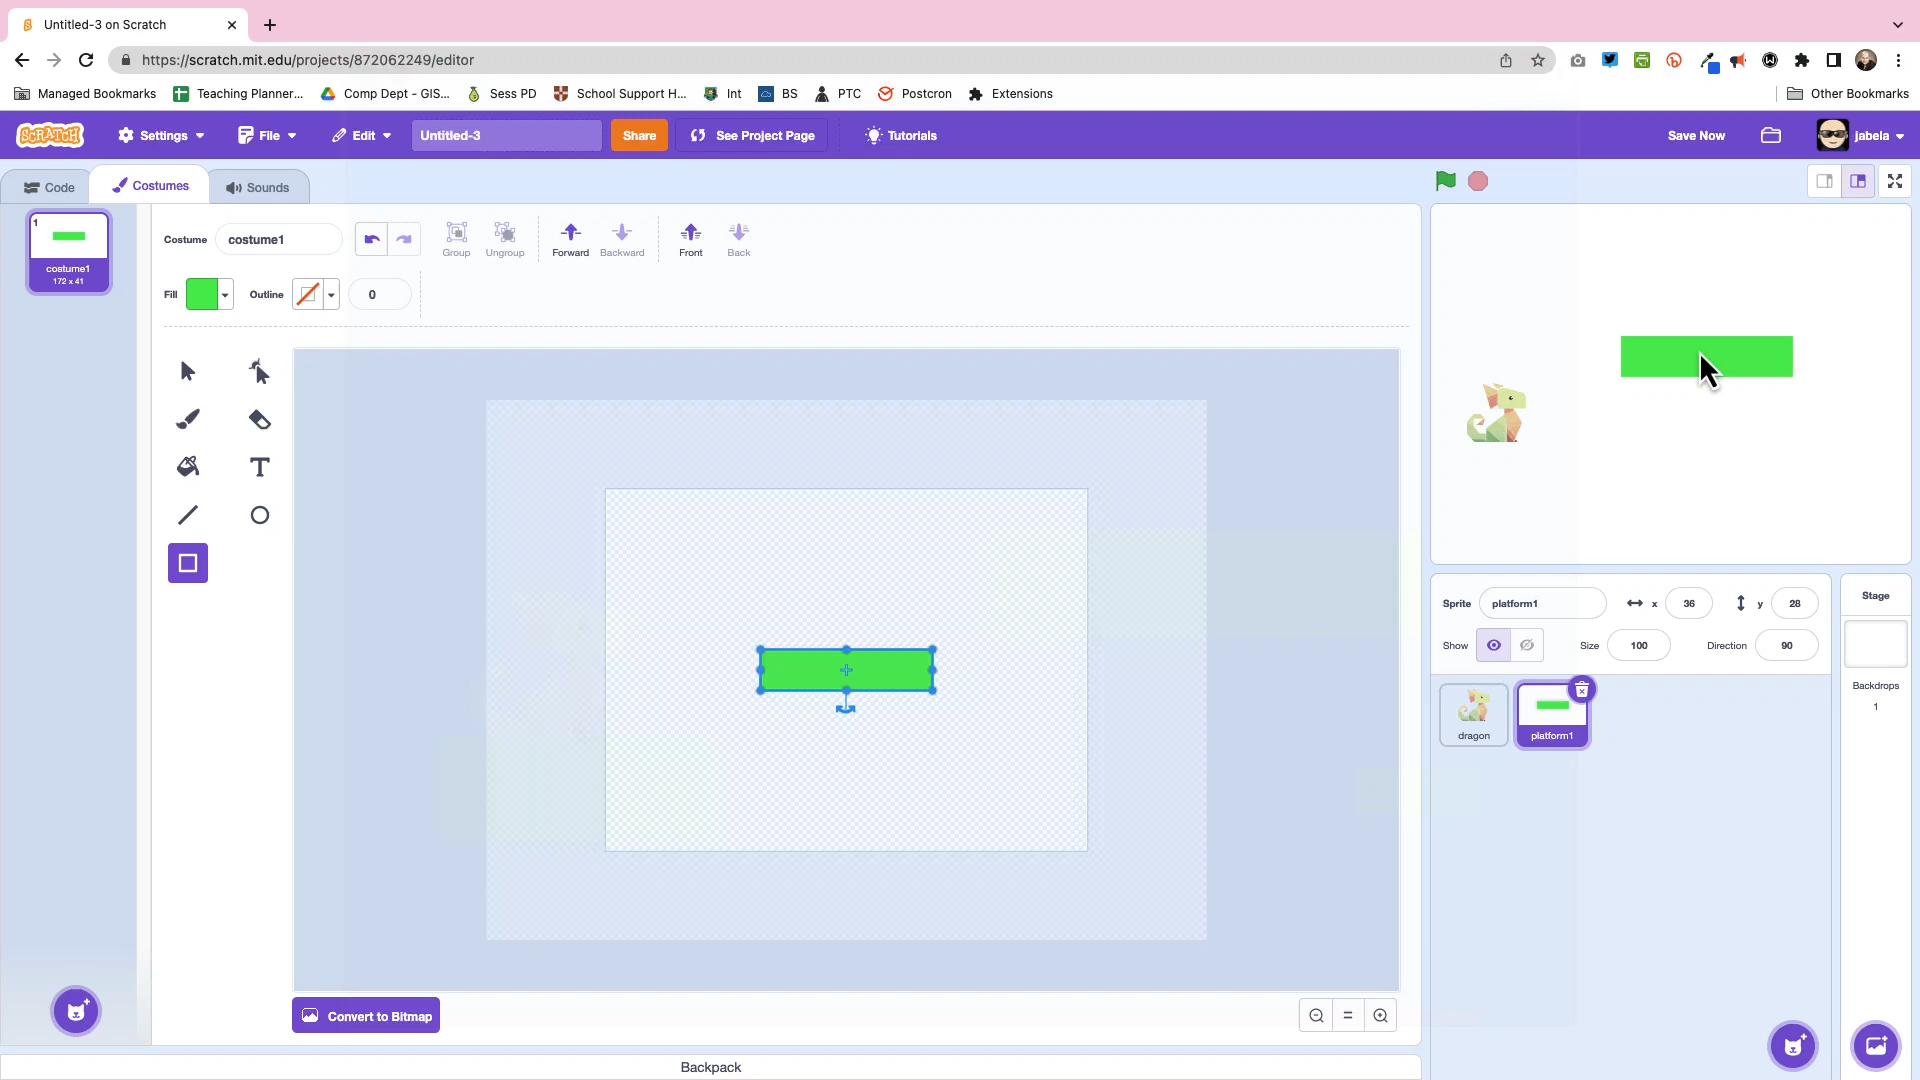 Untitled-3 on Scratch
https://scratch.mit.edu/projects/872062249/editor
Managed Bookmarks Teaching Planner... Comp Dept - GIS... Sess PD School Support H... Int BS PTC Postcron Extensions Other Bookmarks
SCRATCH Settings File Edit Untitled-3 Share See Project Page Tutorials Save Now jabela
Code Costumes Sounds
1
costume1
172 x 41
Costume costume1 Group Ungroup Forward Backward Front Back
Fill Outline 0
T
Convert to Bitmap
Backpack
Sprite platform1 x 36 y 28
Show Size 100 Direction 90
dragon platform1
Stage
Backdrops
1